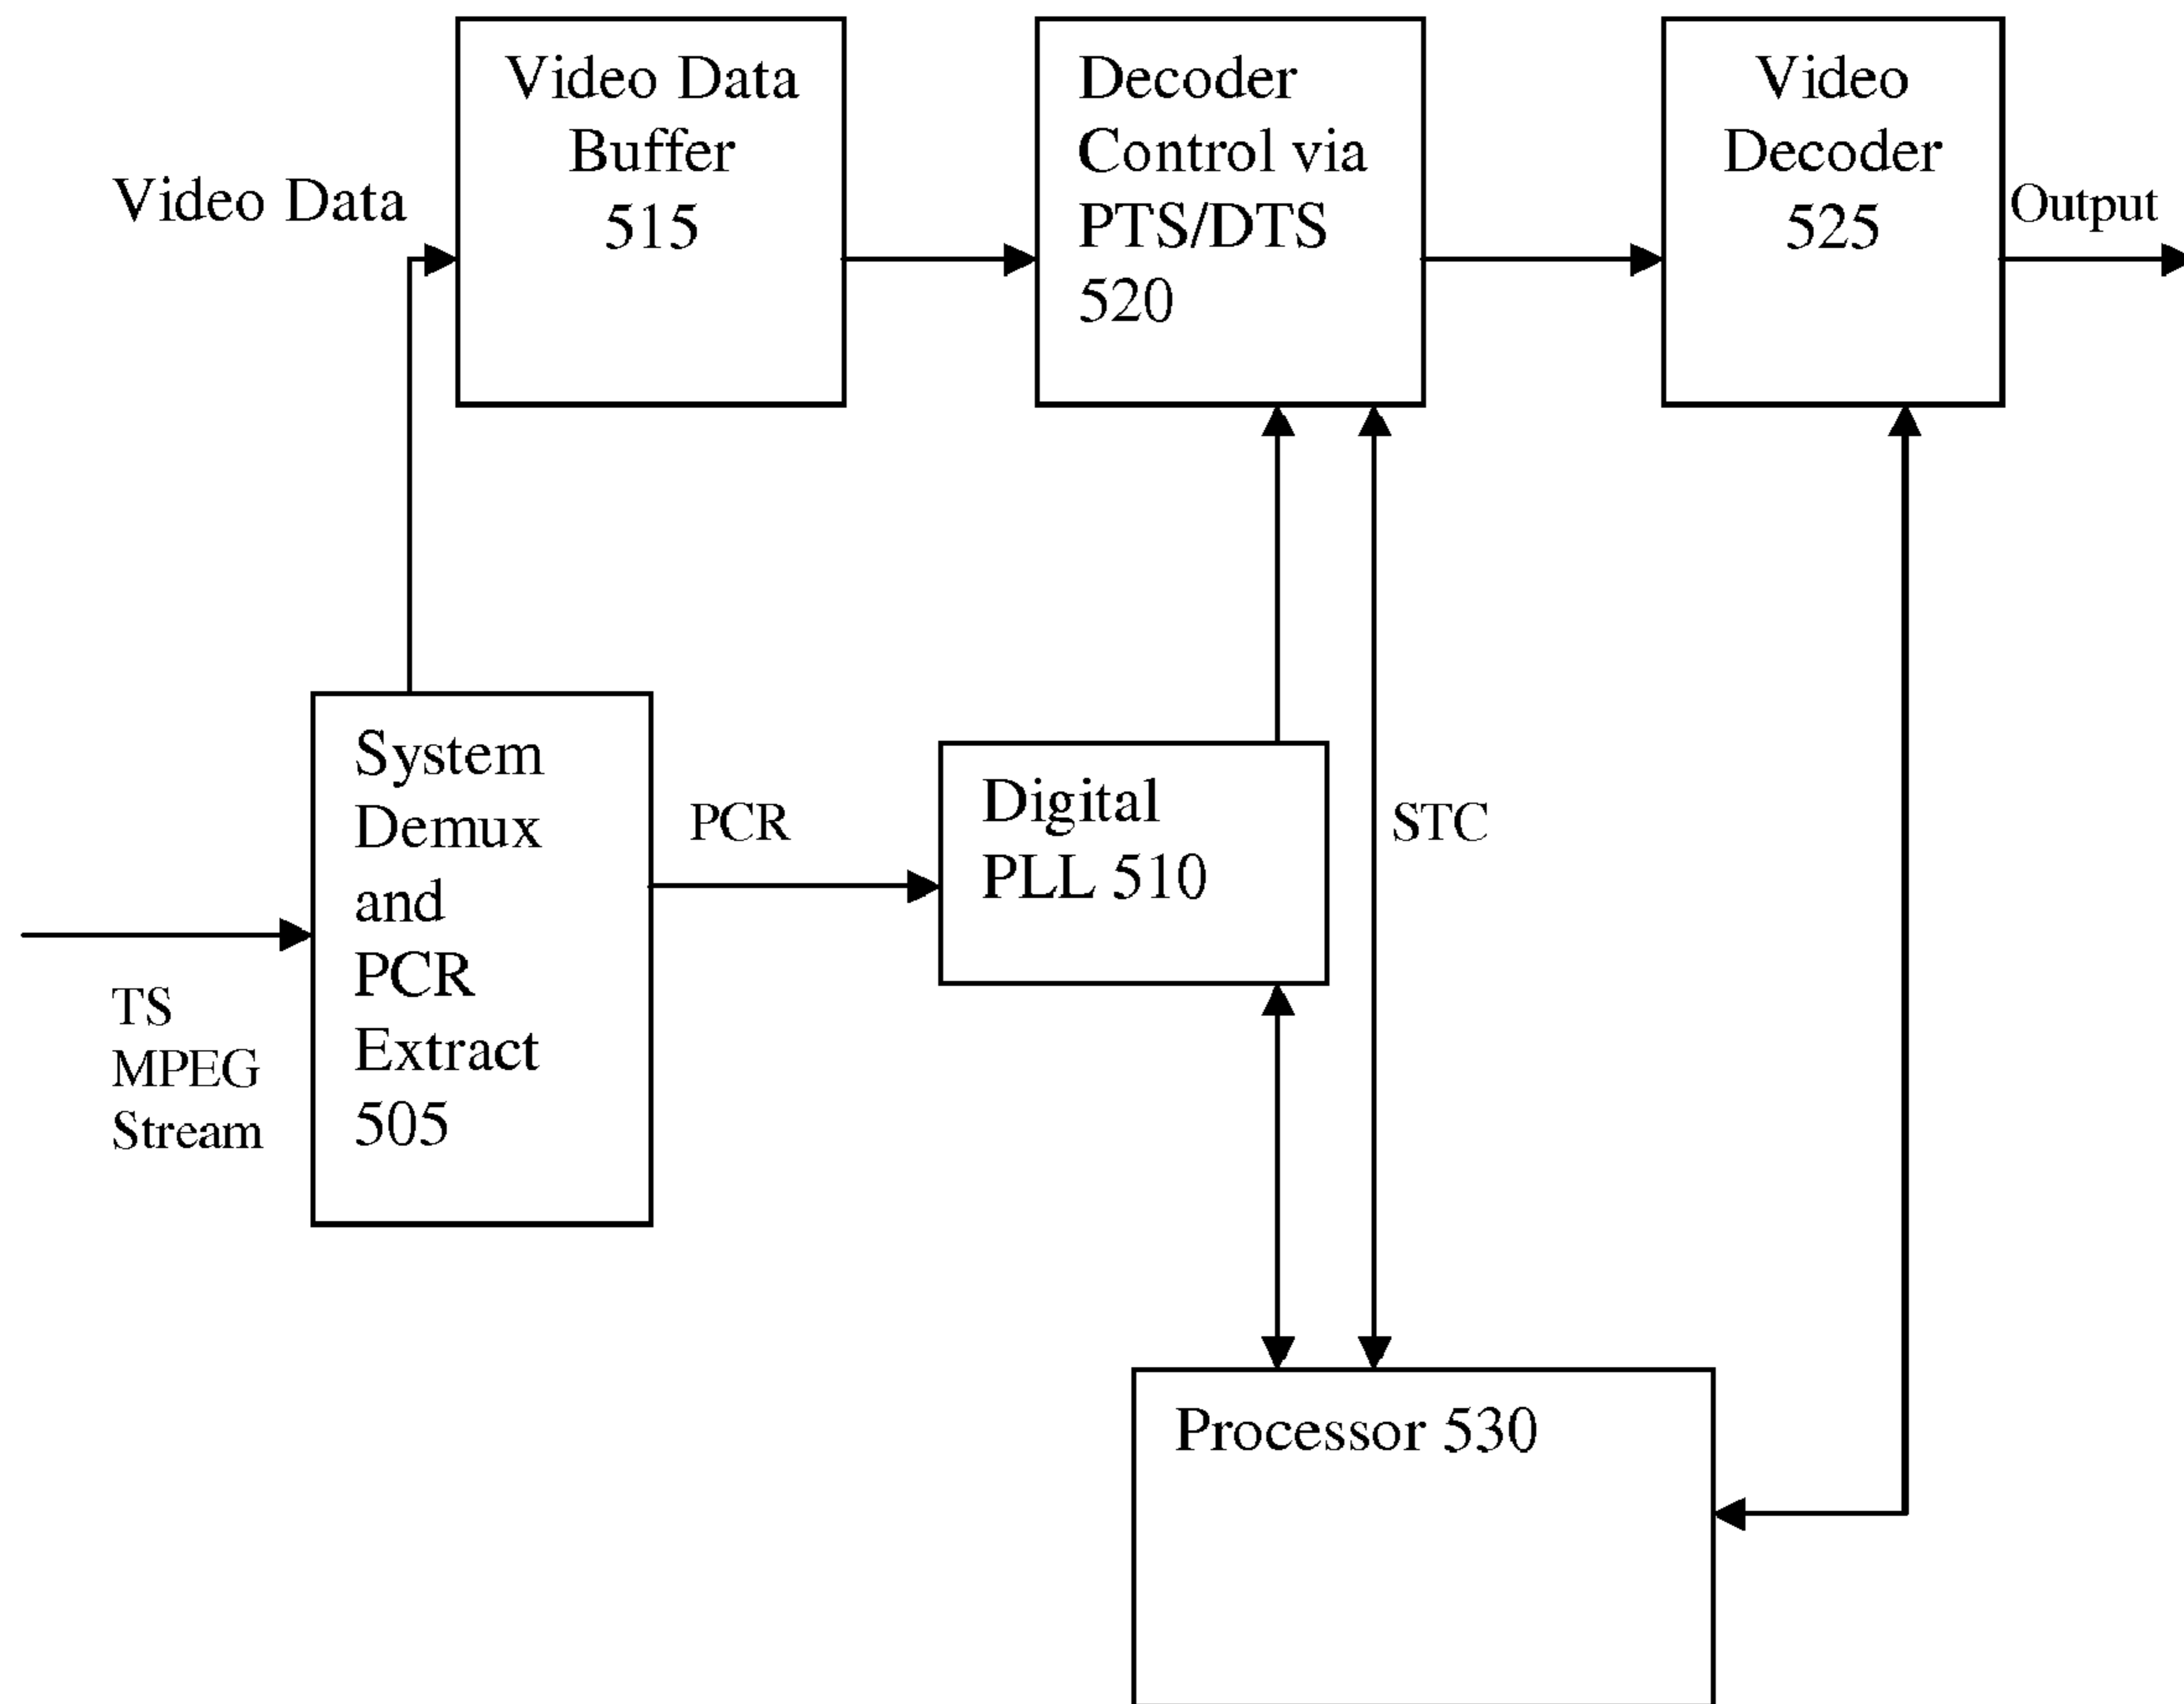 Video Data
Video Data
Buffer
515
Decoder
Control via
PTS/DTS
520
Video
Decoder
525
Output
System
Demux
and
PCR
Extract
505
PCR
Digital
PLL 510
STC
TS
MPEG
Stream
Processor 530